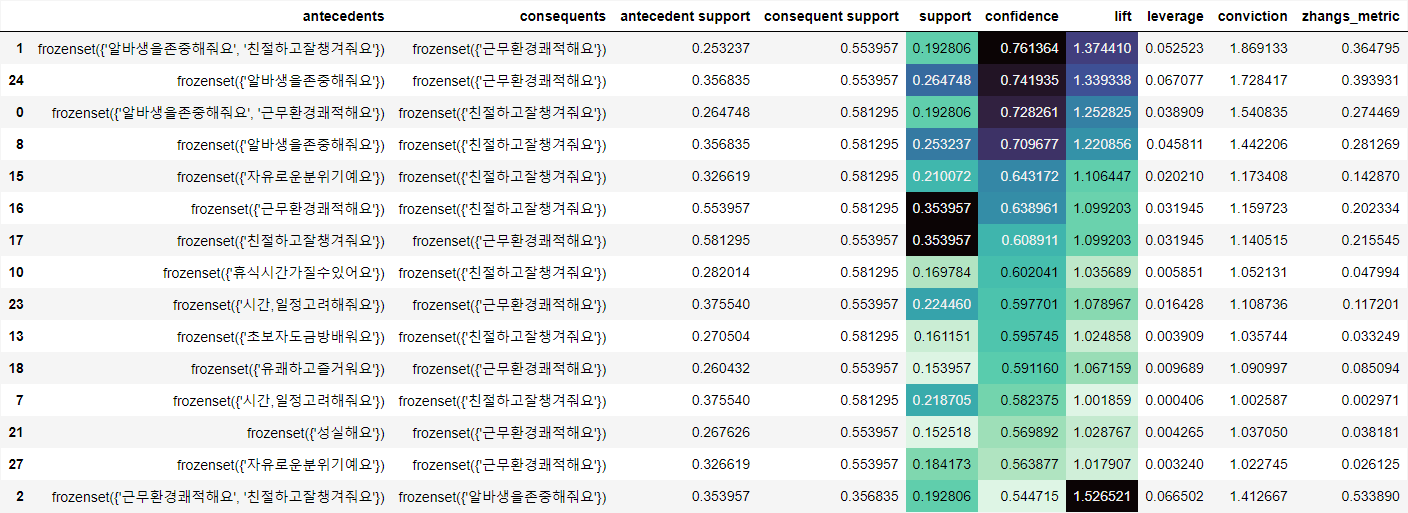 antecedents consequents antecedent support consequent support support confidence lift leverage conviction zhangs_metric
1 frozenset({'알바생을존중해줘요', '친절하고잘챙겨줘요'}) frozenset({'근무환경쾌적해요'}) 0.253237 0.553957 0.192806 0.761364 1.374410 0.052523 1.869133 0.364795
24 frozenset({'알바생을존중해줘요'}) frozenset({'근무환경쾌적해요'}) 0.356835 0.553957 0.264748 0.741935 1.339338 0.067077 1.728417 0.393931
0 frozenset({'알바생을존중해줘요', '근무환경쾌적해요'}) frozenset({'친절하고잘챙겨줘요'}) 0.264748 0.581295 0.192806 0.728261 1.252825 0.038909 1.540835 0.274469
8 frozenset({'알바생을존중해줘요'}) frozenset({'친절하고잘챙겨줘요'}) 0.356835 0.581295 0.253237 0.709677 1.220856 0.045811 1.442206 0.281269
15 frozenset({'자유로운분위기예요'}) frozenset({'친절하고잘챙겨줘요'}) 0.326619 0.581295 0.210072 0.643172 1.106447 0.020210 1.173408 0.142870
16 frozenset({'근무환경쾌적해요'}) frozenset({'친절하고잘챙겨줘요'}) 0.553957 0.581295 0.353957 0.638961 1.099203 0.031945 1.159723 0.202334
17 frozenset({'친절하고잘챙겨줘요'}) frozenset({'근무환경쾌적해요'}) 0.581295 0.553957 0.353957 0.608911 1.099203 0.031945 1.140515 0.215545
10 frozenset({'휴식시간가질수있어요'}) frozenset({'친절하고잘챙겨줘요'}) 0.282014 0.581295 0.169784 0.602041 1.035689 0.005851 1.052131 0.047994
23 frozenset({'시간,일정고려해줘요'}) frozenset({'근무환경쾌적해요'}) 0.375540 0.553957 0.224460 0.597701 1.078967 0.016428 1.108736 0.117201
13 frozenset({'초보자도금방배워요'}) frozenset({'친절하고잘챙겨줘요'}) 0.270504 0.581295 0.161151 0.595745 1.024858 0.003909 1.035744 0.033249
18 frozenset({'유쾌하고즐거워요'}) frozenset({'근무환경쾌적해요'}) 0.260432 0.553957 0.153957 0.591160 1.067159 0.009689 1.090997 0.085094
7 frozenset({'시간,일정고려해줘요'}) frozenset({'친절하고잘챙겨줘요'}) 0.375540 0.581295 0.218705 0.582375 1.001859 0.000406 1.002587 0.002971
21 frozenset({'성실해요'}) frozenset({'근무환경쾌적해요'}) 0.267626 0.553957 0.152518 0.569892 1.028767 0.004265 1.037050 0.038181
27 frozenset({'자유로운분위기예요'}) frozenset({'근무환경쾌적해요'}) 0.326619 0.553957 0.184173 0.563877 1.017907 0.003240 1.022745 0.026125
2 frozenset({'근무환경쾌적해요', '친절하고잘챙겨줘요'}) frozenset({'알바생을존중해줘요'}) 0.353957 0.356835 0.192806 0.544715 1.526521 0.066502 1.412667 0.533890